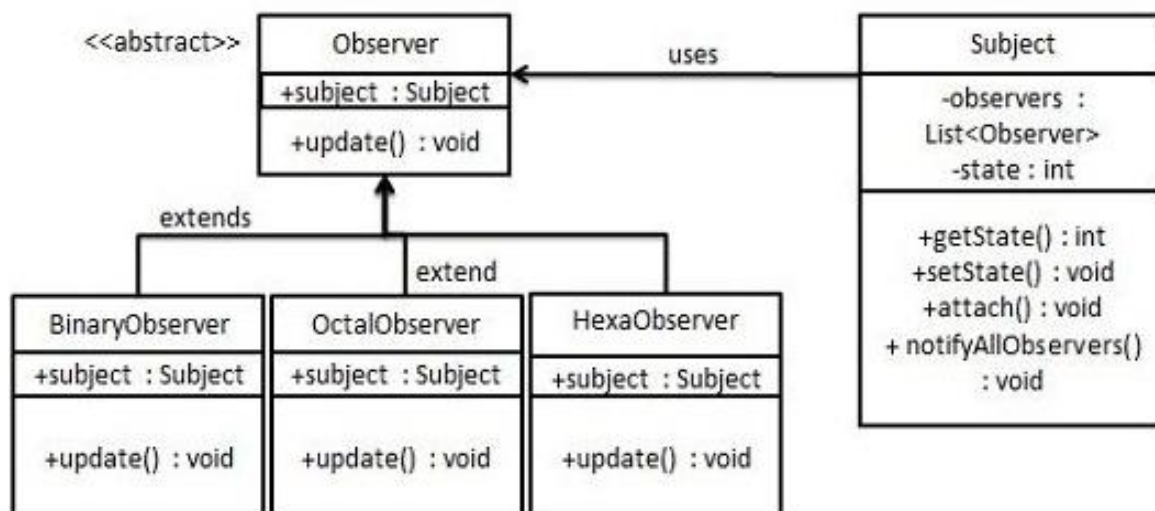 <<abstract>>
Observer
+subject : Subject
+update() : void
uses
Subject
-observers :
List<Observer>
-state : int
+getState() : int
+setState() : void
+attach() : void
+ notifyAllObservers()
: void
extends
extend
BinaryObserver
+subject : Subject
+update() : void
OctalObserver
+subject : Subject
+update() : void
HexaObserver
+subject : Subject
+update() : void